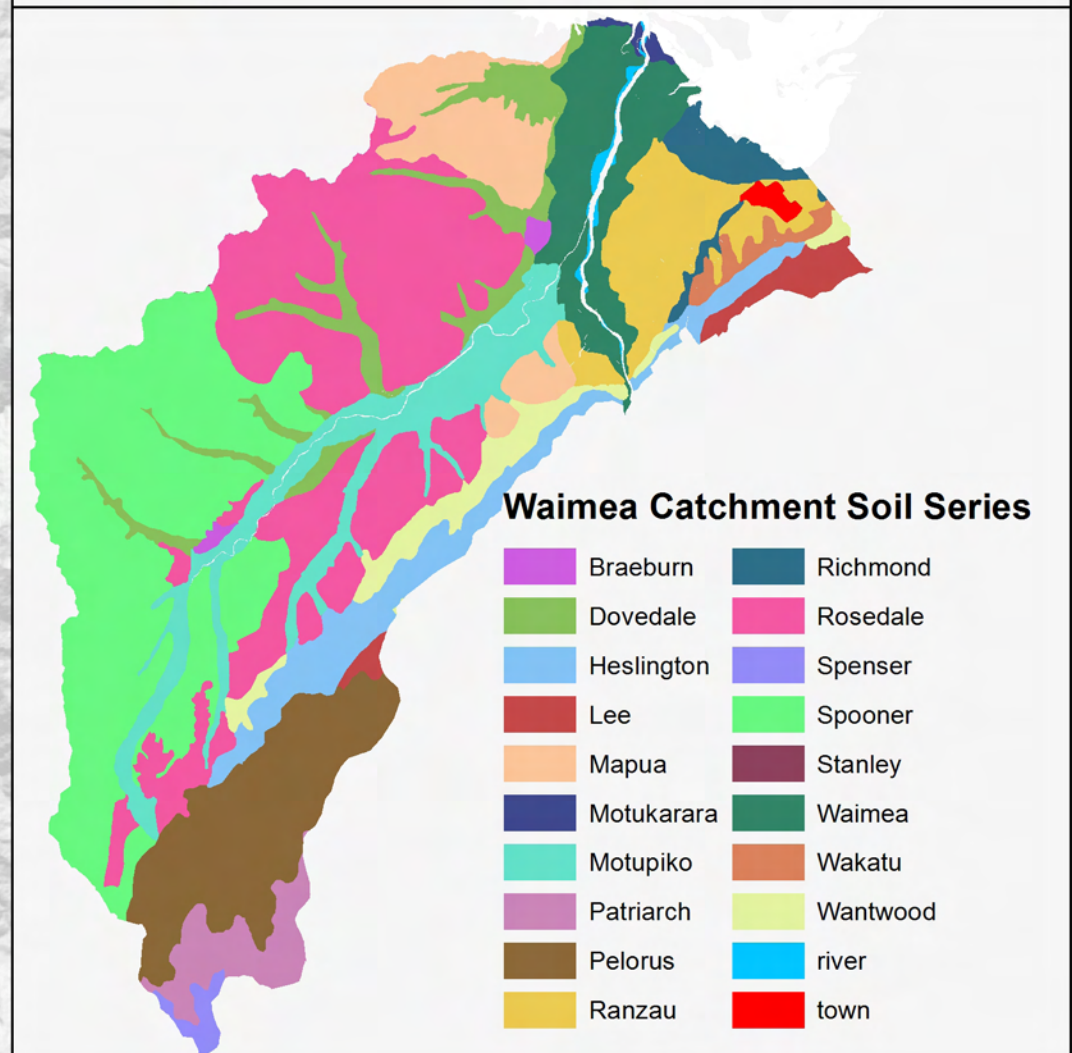 Waimea Catchment Soil Series
Braeburn
Dovedale
Heslington
Lee
Mapua
Motukarara
Motupiko
Patriarch
Pelorus
Ranzau
Richmond
Rosedale
Spenser
Spooner
Stanley
Waimea
Wakatu
Wantwood
river
town